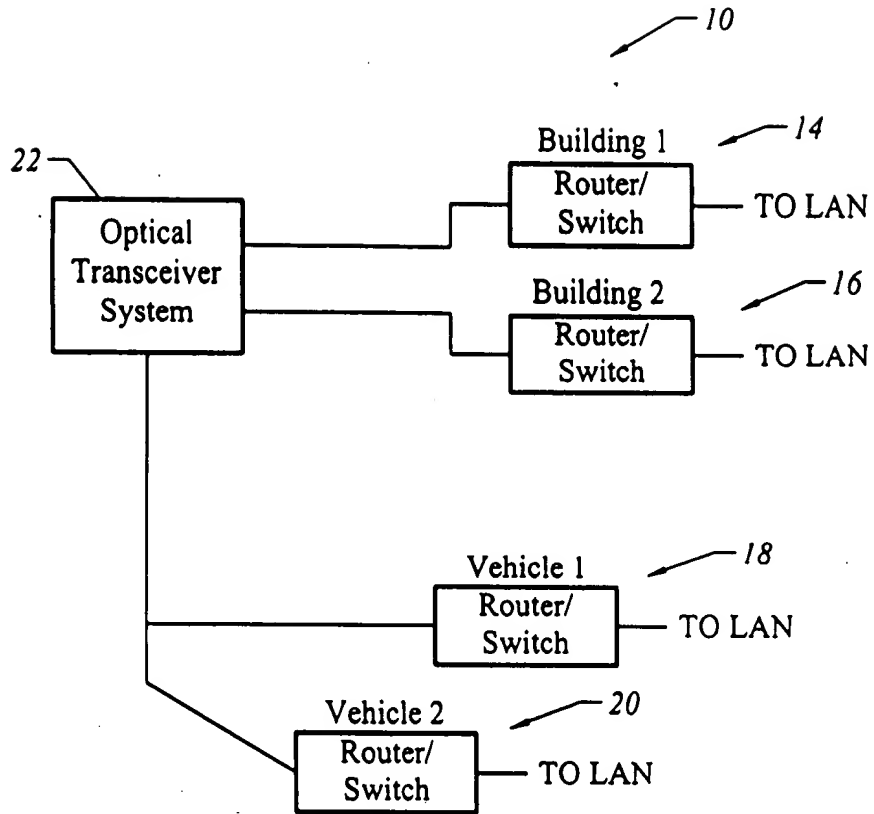 10
Building 1
14
22
Router/
Switch
TO LAN
Optical
Transceiver
System
Building 2
16
Router/
Switch
TO LAN
Vehicle 1
18
Router/
Switch
TO LAN
Vehicle 2
20
Router/
Switch
TO LAN